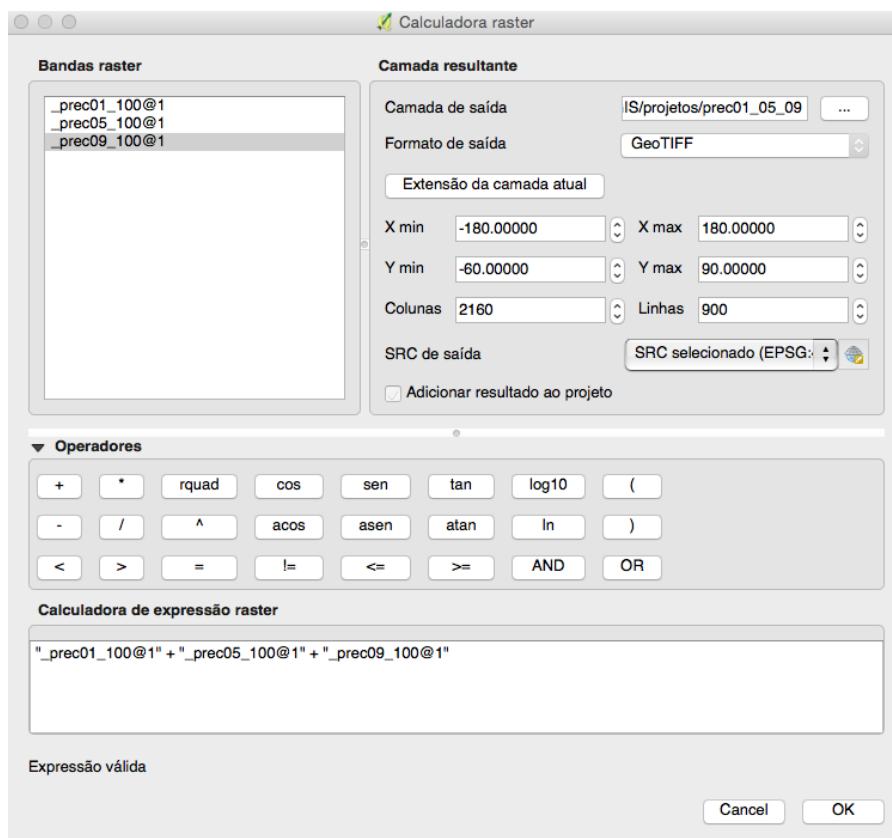 Calculadora raster
Bandas raster
_prec01_100@1
_prec05_100@1
_prec09_100@1
Camada resultante
Camada de saída IS/projetos/prec01_05_09 ...
Formato de saída GeoTIFF
Extensão da camada atual
X min -180.00000 X max 180.00000
Y min -60.00000 Y max 90.00000
Colunas 2160 Linhas 900
SRC de saída SRC selecionado (EPSG:
Adicionar resultado ao projeto
Operadores
+ * rquad cos sen tan log10 (
- / ^ acos asen atan ln )
< > = != <= >= AND OR
Calculadora de expressão raster
"_prec01_100@1" + "_prec05_100@1" + "_prec09_100@1"
Expressão válida
Cancel OK